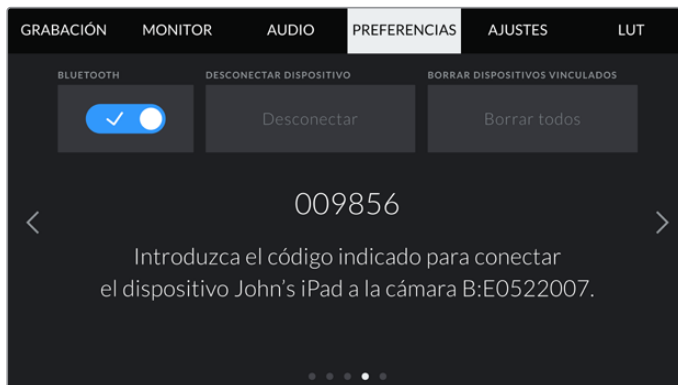 GRABACIÓN MONITOR AUDIO PREFERENCIAS AJUSTES LUT
BLUETOOTH DESCONECTAR DISPOSITIVO BORRAR DISPOSITIVOS VINCULADOS
Desconectar Borrar todos
009856
Introduzca el código indicado para conectar
el dispositivo John’s iPad a la cámara B:E0522007.